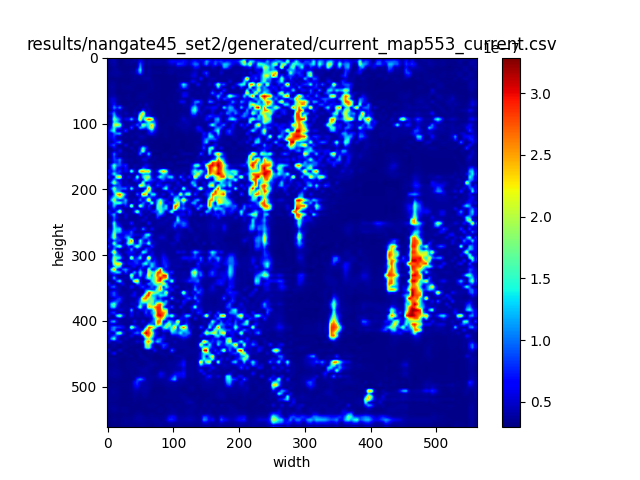 results/nangate45_set2/generated/current_map553_current.csv
1e−7
0
100
200
300
400
500
height
0 100 200 300 400 500
width
3.0
2.5
2.0
1.5
1.0
0.5